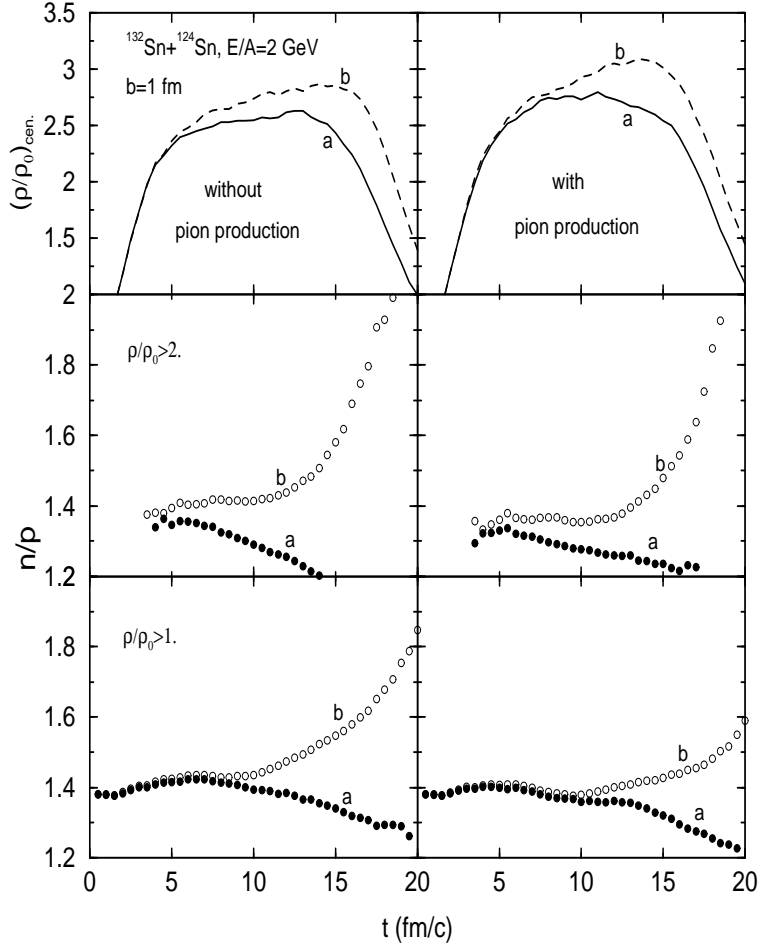 3.5
¹³²Sn+¹²⁴Sn, E/A=2 GeV
b
b=1 fm
b
3
(ρ/ρ₀)cen.
2.5
a
a
2
without
with
1.5
pion production
pion production
2
ρ/ρ₀>2.
1.8
1.6
b
b
1.4
a
a
n/p
1.2
ρ/ρ₀>1.
1.8
b
1.6
b
1.4
a
a
1.2
0 5 10 15 20 5 10 15 20
t (fm/c)